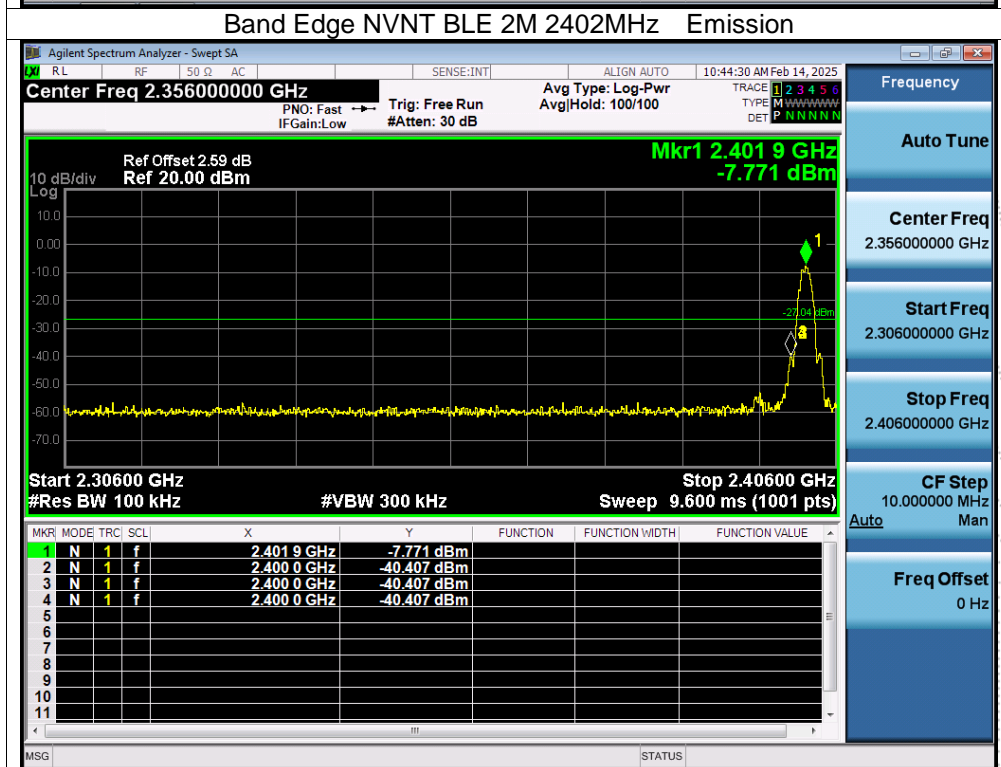 Band Edge NVNT BLE 2M 2402MHz Emission
Agilent Spectrum Analyzer - Swept SA
LXI RL RF 50 Ω AC SENSE:INT ALIGN AUTO 10:44:30 AM Feb 14, 2025
Center Freq 2.356000000 GHz
PNO: Fast
IFGain:Low
Trig: Free Run
#Atten: 30 dB
Avg Type: Log-Pwr
Avg|Hold: 100/100
TRACE 1 2 3 4 5 6
TYPE M WWWWW
DET P N N N N N
Ref Offset 2.59 dB
Ref 20.00 dBm
10 dB/div
Log
Mkr1 2.401 9 GHz
-7.771 dBm
10.0
0.00
-10.0
-20.0
-30.0
-40.0
-50.0
-60.0
-70.0
1
-27.04 dBm
Start 2.30600 GHz
Stop 2.40600 GHz
#Res BW 100 kHz #VBW 300 kHz Sweep 9.600 ms (1001 pts)
MKR MODE TRC SCL X Y FUNCTION FUNCTION WIDTH FUNCTION VALUE
1 N 1 f 2.401 9 GHz -7.771 dBm
2 N 1 f 2.400 0 GHz -40.407 dBm
3 N 1 f 2.400 0 GHz -40.407 dBm
4 N 1 f 2.400 0 GHz -40.407 dBm
5
6
7
8
9
10
11
MSG STATUS
Frequency
Auto Tune
Center Freq
2.356000000 GHz
Start Freq
2.306000000 GHz
Stop Freq
2.406000000 GHz
CF Step
10.000000 MHz
Auto Man
Freq Offset
0 Hz